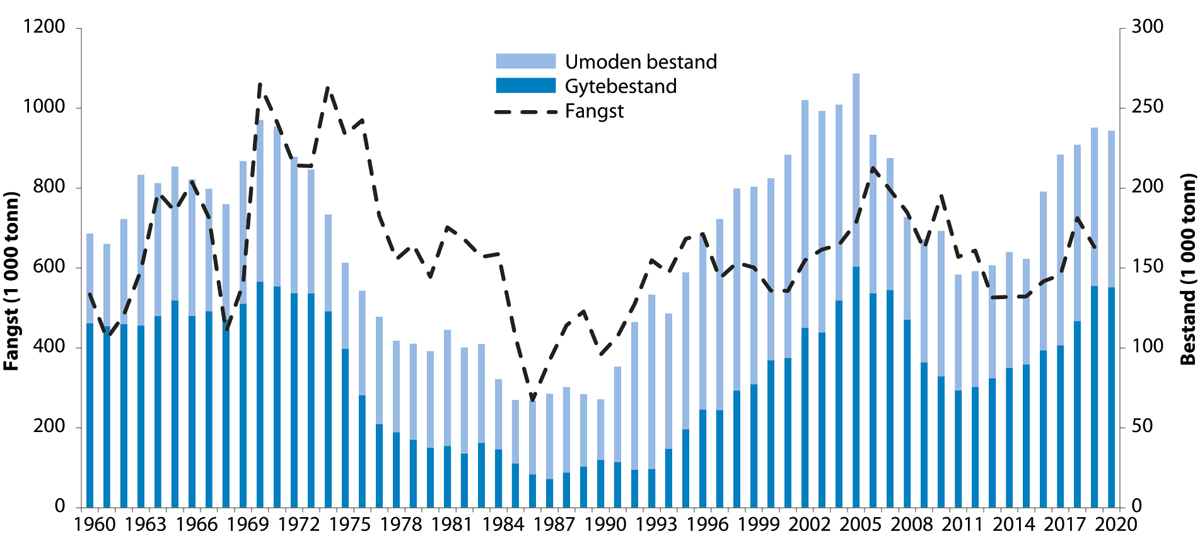 1200
1000
800
600
400
200
0
Fangst (1 000 tonn)
Umoden bestand
Gytebestand
Fangst
300
250
200
150
100
50
0
Bestand (1 000 tonn)
1960 1963 1966 1969 1972 1975 1978 1981 1984 1987 1990 1993 1996 1999 2002 2005 2008 2011 2014 2017 2020